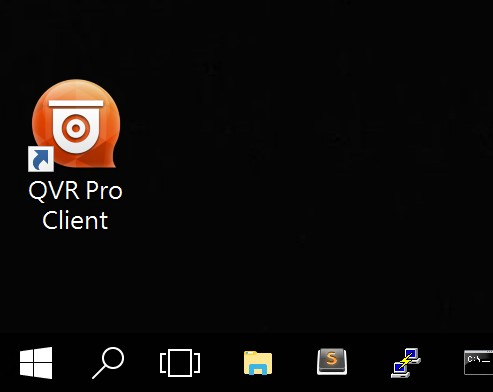 QVR Pro
Client
S
C:\